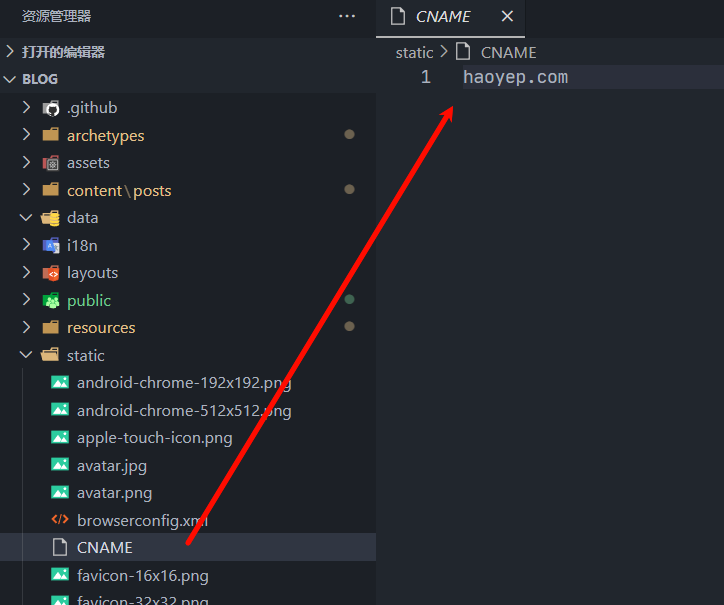 资源管理器
打开的编辑器
BLOG
.github
archetypes
assets
content\posts
data
i18n
layouts
public
resources
static
android-chrome-192x192.png
android-chrome-512x512.png
apple-touch-icon.png
avatar.jpg
avatar.png
browserconfig.xml
CNAME
favicon-16x16.png
favicon-32x32.png
CNAME
static > CNAME
1 haoyep.com